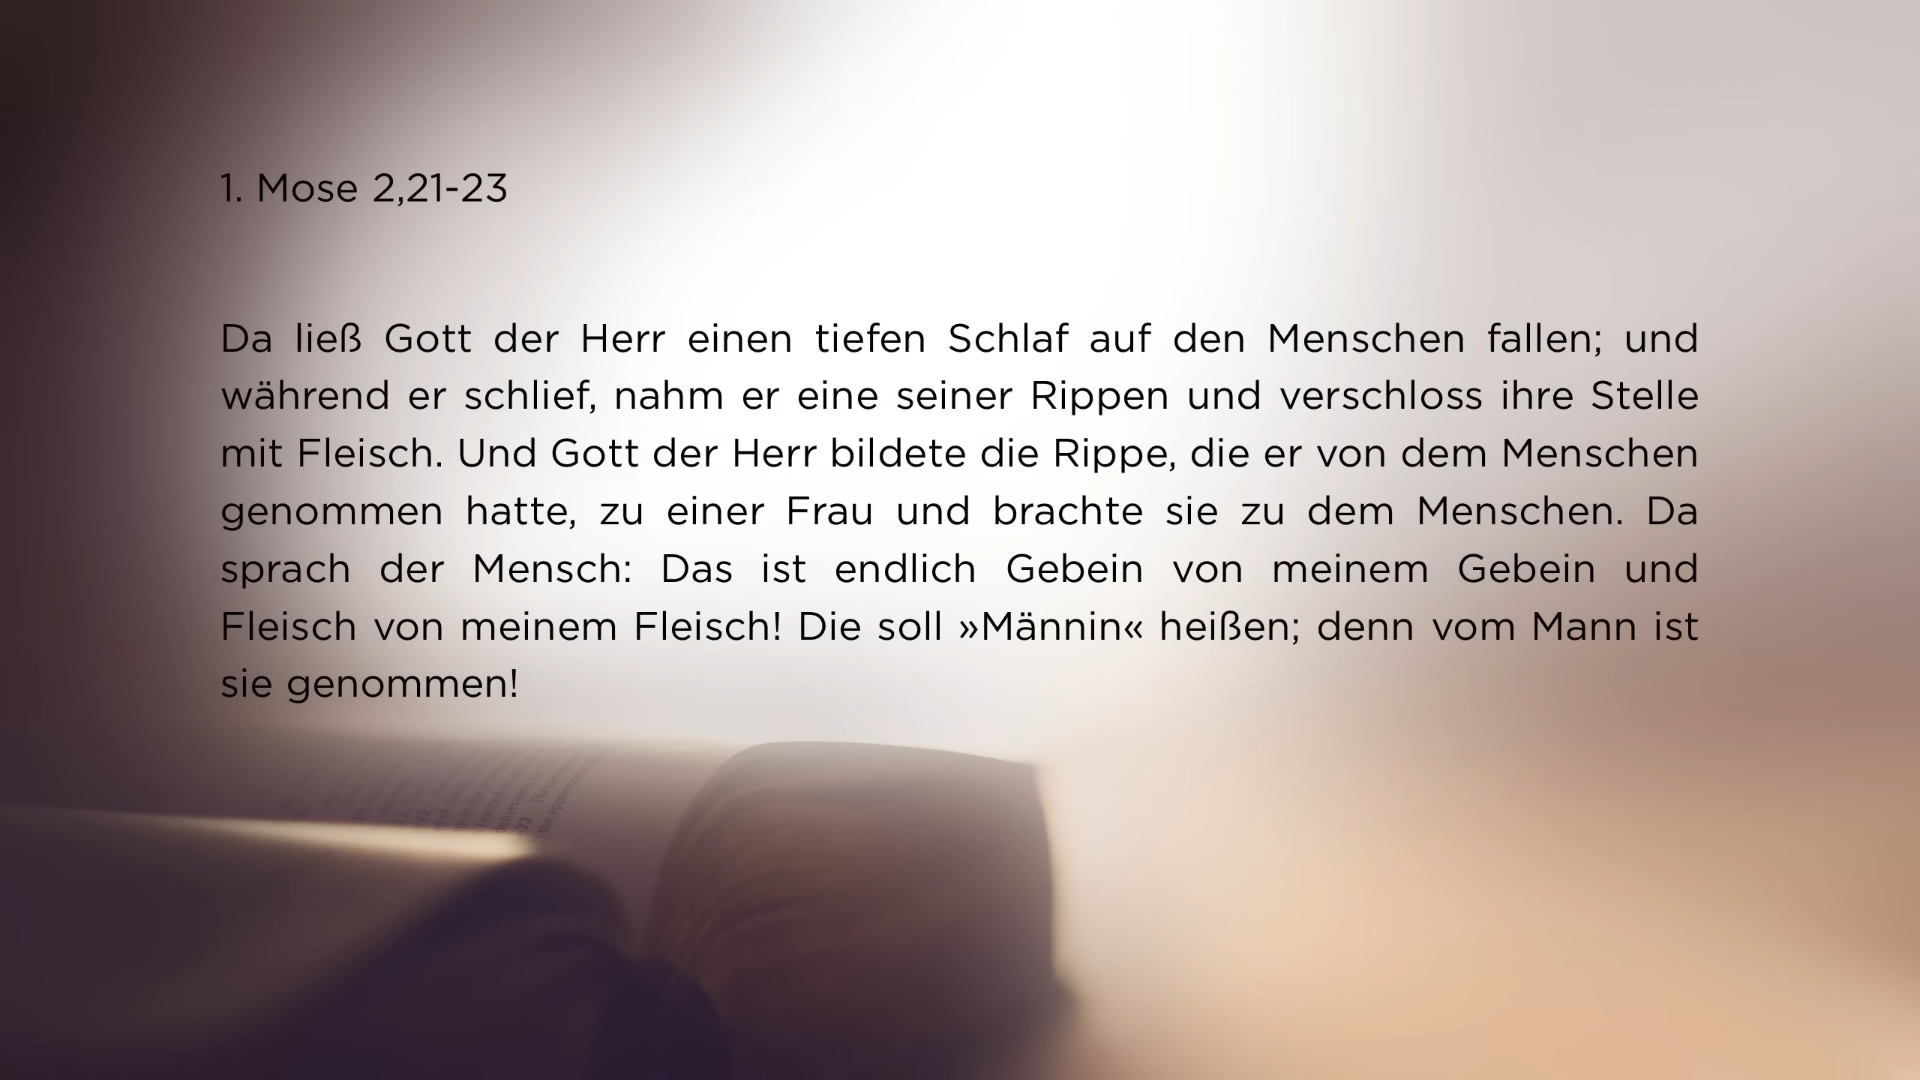 1. Mose 2,21-23
Da ließ Gott der Herr einen tiefen Schlaf auf den Menschen fallen; und
während er schlief, nahm er eine seiner Rippen und verschloss ihre Stelle
mit Fleisch. Und Gott der Herr bildete die Rippe, die er von dem Menschen
genommen hatte, zu einer Frau und brachte sie zu dem Menschen. Da
sprach der Mensch: Das ist endlich Gebein von meinem Gebein und
Fleisch von meinem Fleisch! Die soll »Männin« heißen; denn vom Mann ist
sie genommen!